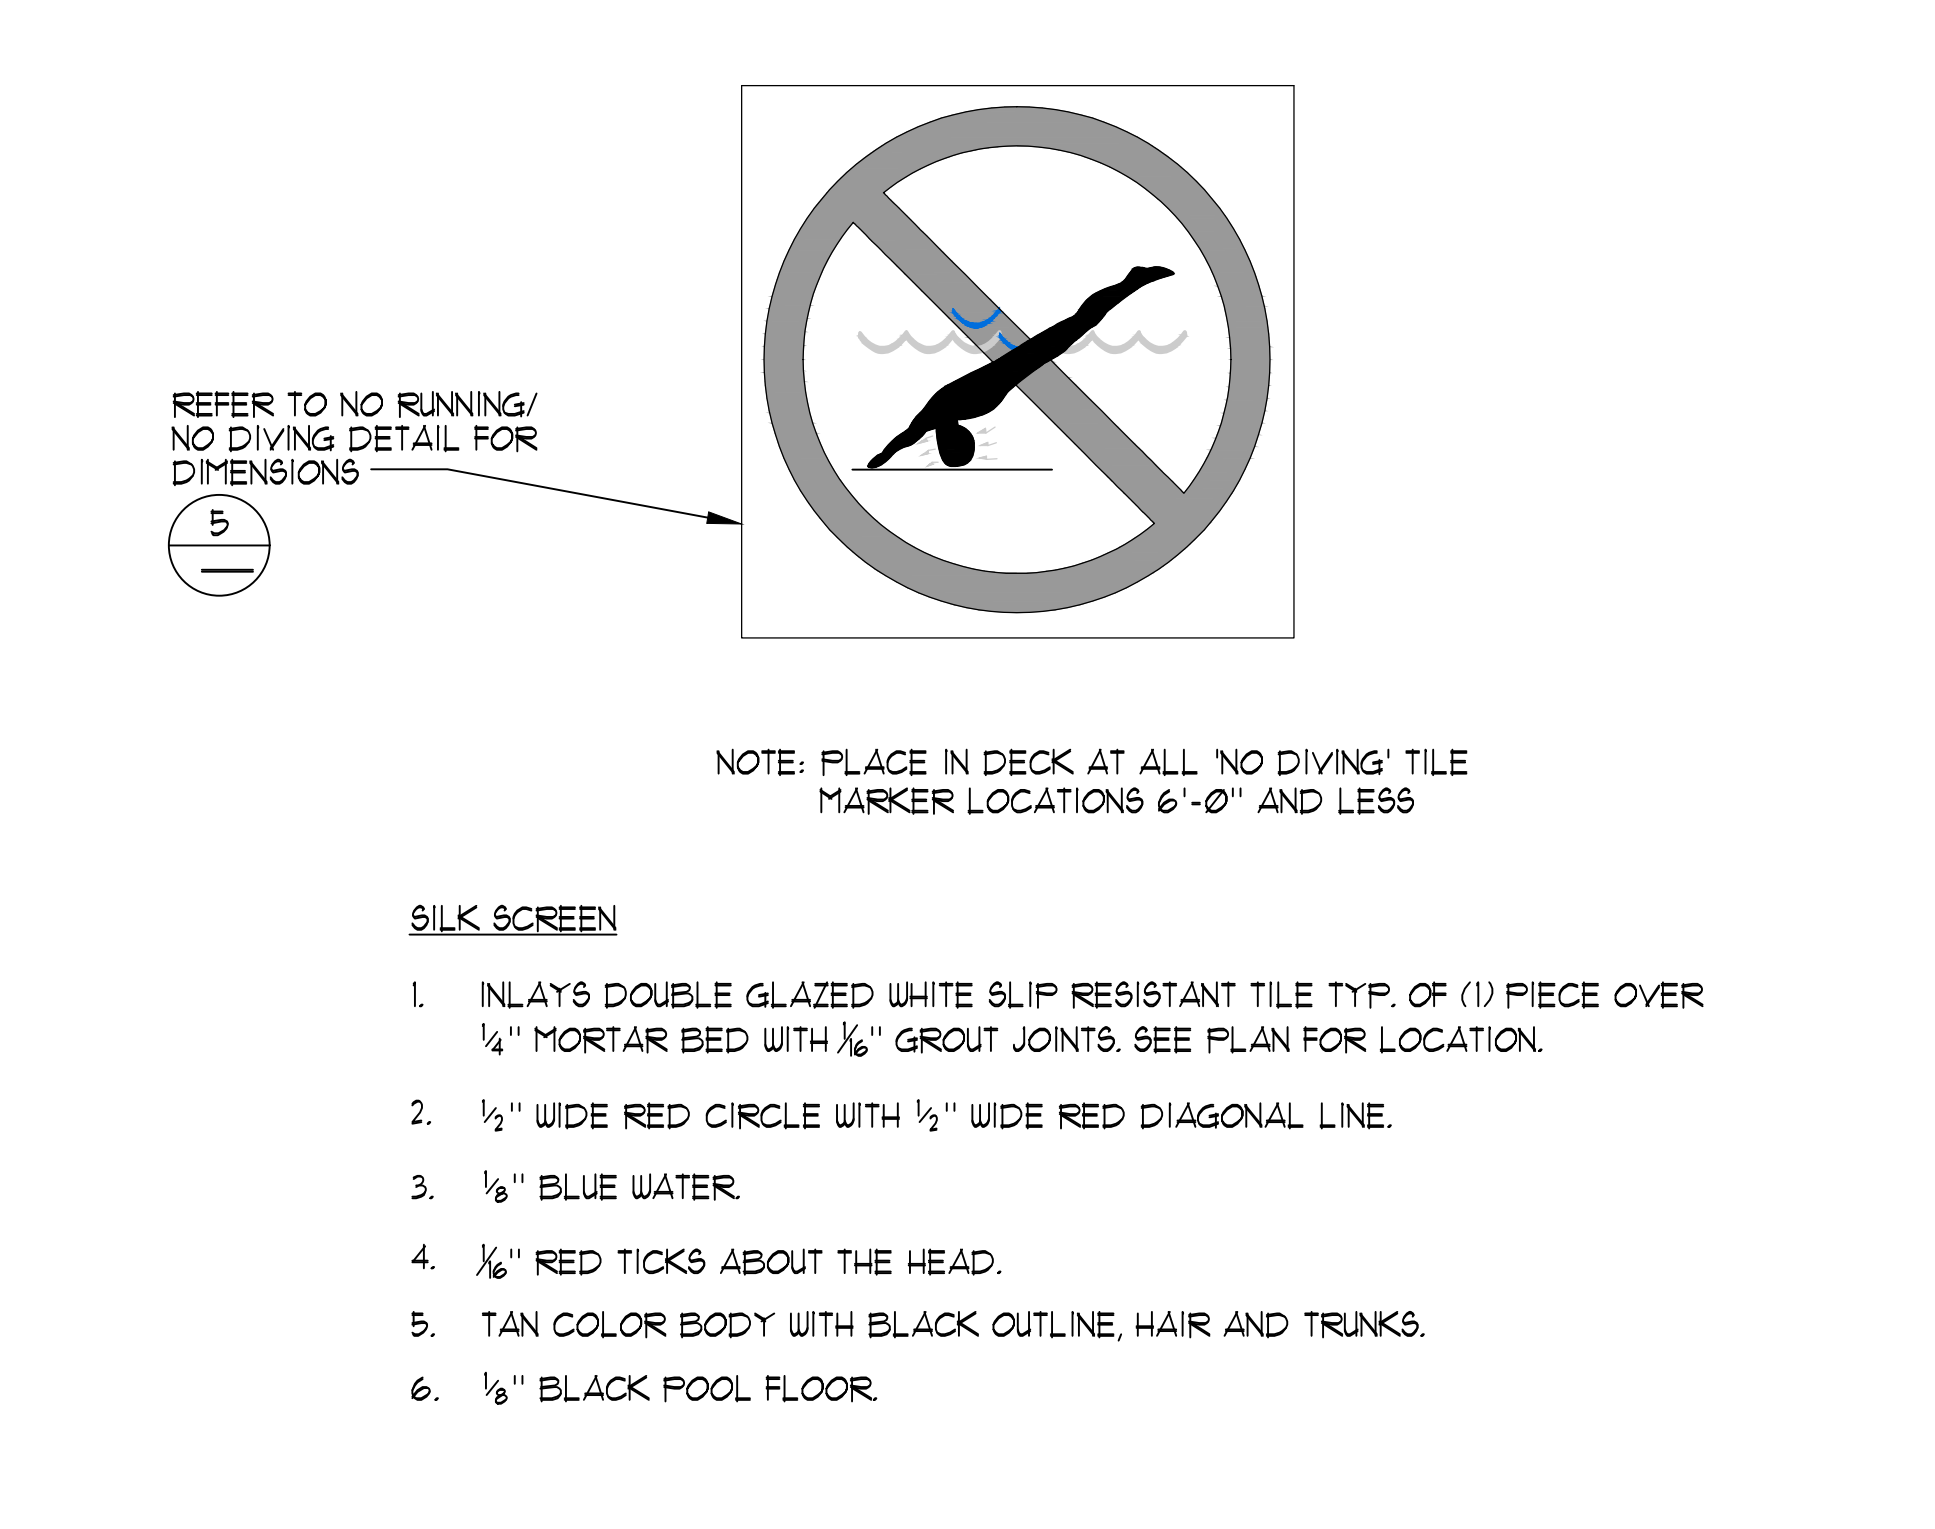 REFER TO NO RUNNING/
NO DIVING DETAIL FOR
DIMENSIONS
5
NOTE: PLACE IN DECK AT ALL 'NO DIVING' TILE
MARKER LOCATIONS 6'-0" AND LESS
SILK SCREEN
1. INLAYS DOUBLE GLAZED WHITE SLIP RESISTANT TILE TYP. OF (1) PIECE OVER
1/4" MORTAR BED WITH 1/16" GROUT JOINTS. SEE PLAN FOR LOCATION.
2. 1/2" WIDE RED CIRCLE WITH 1/2" WIDE RED DIAGONAL LINE.
3. 1/8" BLUE WATER.
4. 1/16" RED TICKS ABOUT THE HEAD.
5. TAN COLOR BODY WITH BLACK OUTLINE, HAIR AND TRUNKS.
6. 1/8" BLACK POOL FLOOR.